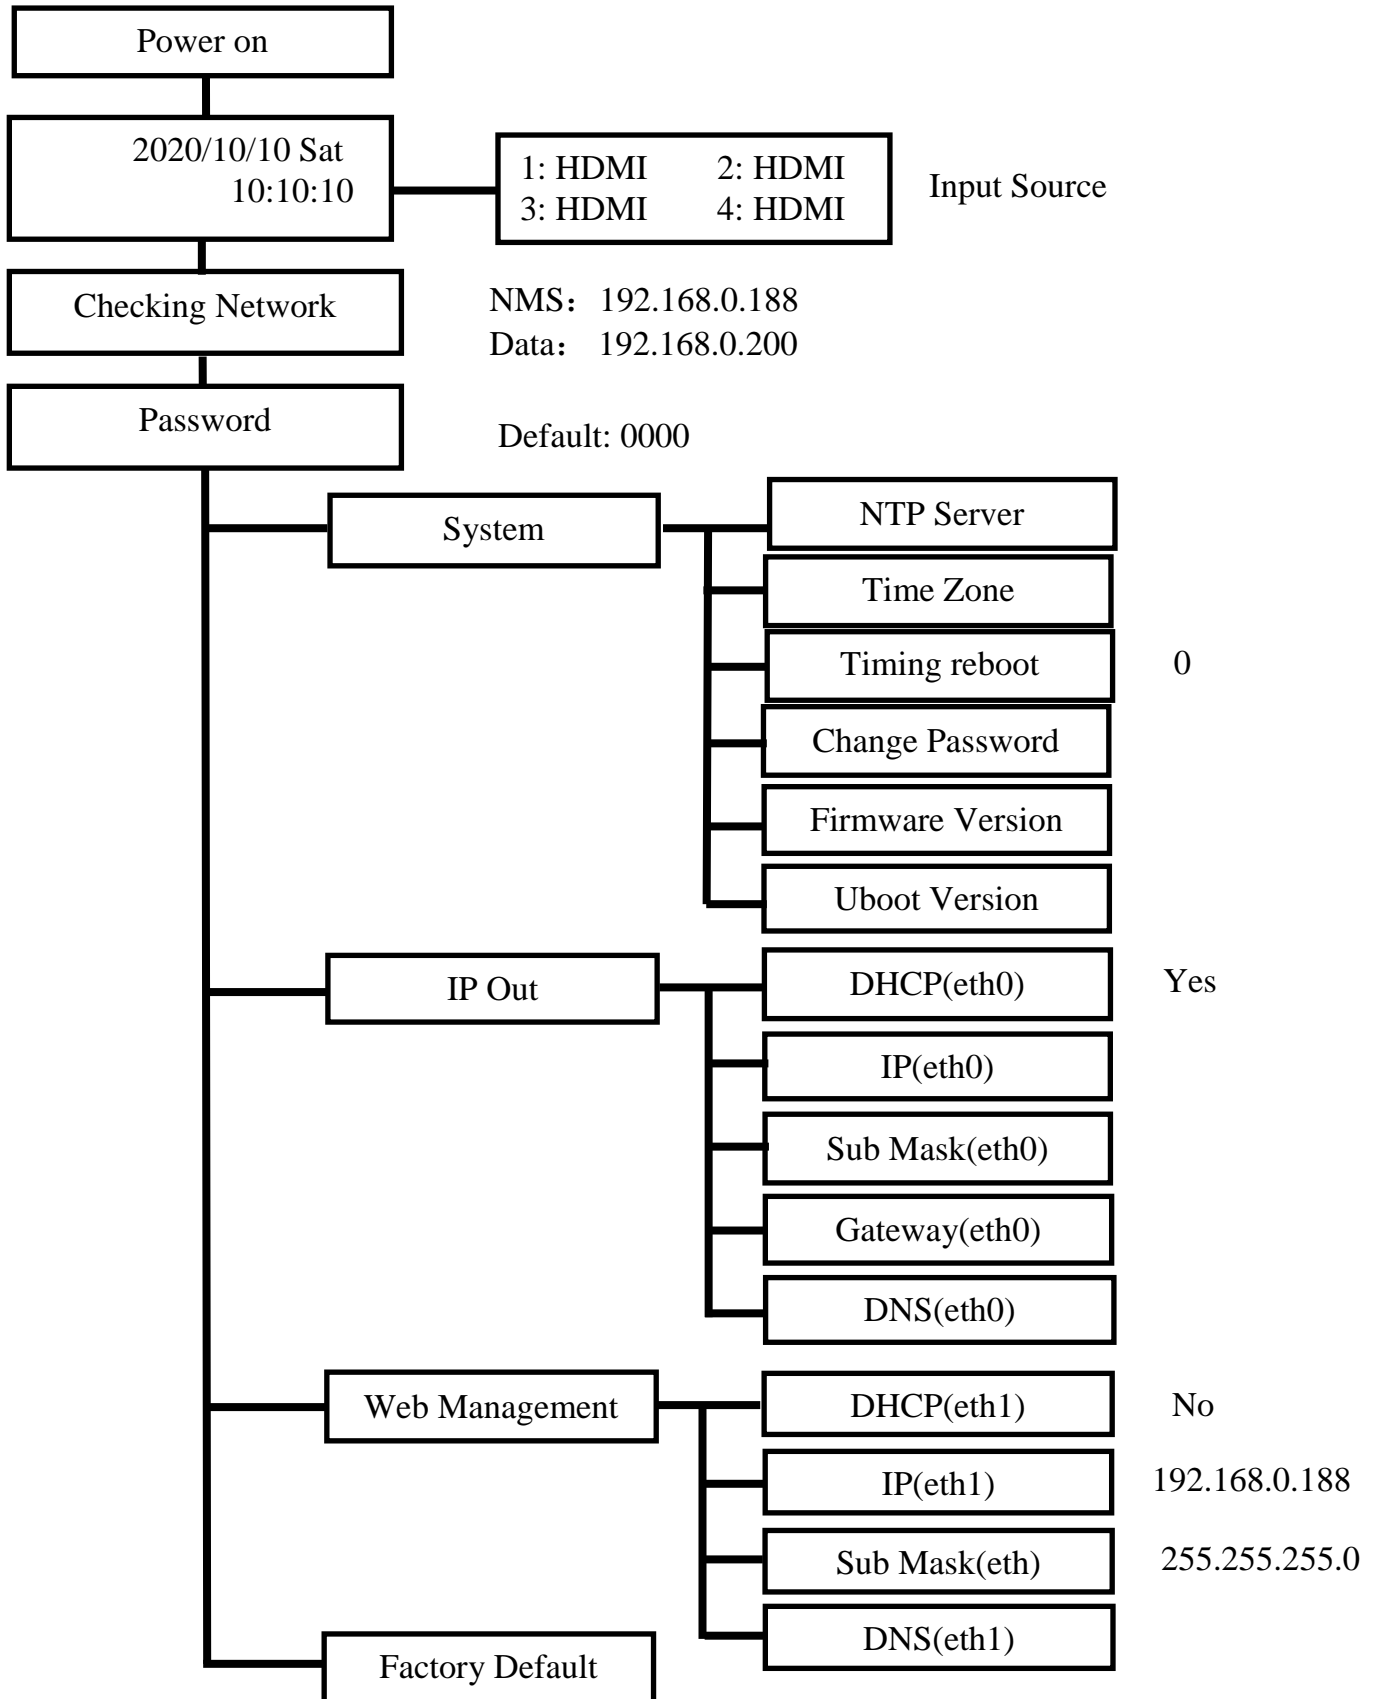 Power on
2020/10/10 Sat
10:10:10
1: HDMI 2: HDMI
3: HDMI 4: HDMI
Input Source
Checking Network
NMS：192.168.0.188
Data：192.168.0.200
Password
Default: 0000
System
NTP Server
Time Zone
Timing reboot 0
Change Password
Firmware Version
Uboot Version
IP Out
DHCP(eth0) Yes
IP(eth0)
Sub Mask(eth0)
Gateway(eth0)
DNS(eth0)
Web Management
DHCP(eth1) No
IP(eth1) 192.168.0.188
Sub Mask(eth) 255.255.255.0
DNS(eth1)
Factory Default